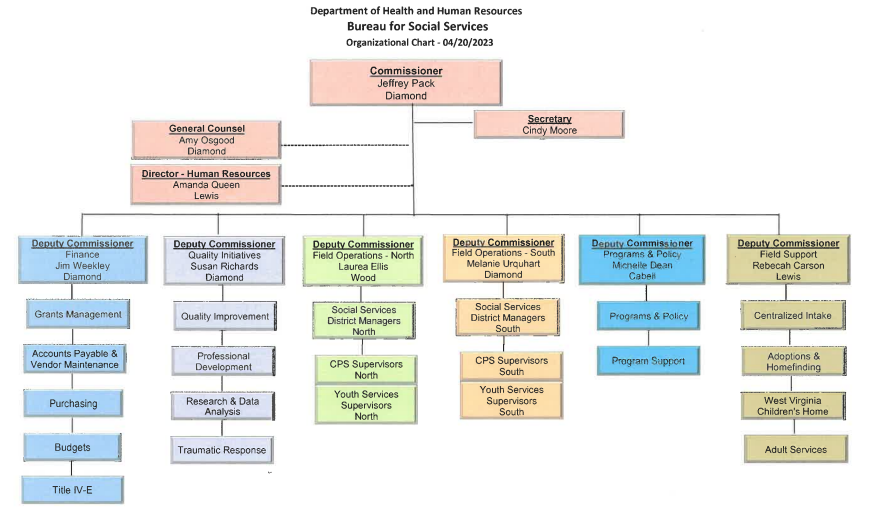 Department of Health and Human Resources
Bureau for Social Services
Organizational Chart - 04/20/2023
Commissioner
Jeffrey Pack
Diamond
Secretary
Cindy Moore
General Counsel
Amy Osgood
Diamond
Director - Human Resources
Amanda Queen
Lewis
Deputy Commissioner
Finance
Jim Weekley
Diamond
Grants Management
Accounts Payable &
Vendor Maintenance
Purchasing
Budgets
Title IV-E
Deputy Commissioner
Quality Initiatives
Susan Richards
Diamond
Quality Improvement
Professional
Development
Research & Data
Analysis
Traumatic Response
Deputy Commissioner
Field Operations - North
Laurea Ellis
Wood
Social Services
District Managers
North
CPS Supervisors
North
Youth Services
Supervisors
North
Deputy Commissioner
Field Operations - South
Melanie Urquhart
Diamond
Social Services
District Managers
South
CPS Supervisors
South
Youth Services
Supervisors
South
Deputy Commissioner
Programs & Policy
Michelle Dean
Cabell
Programs & Policy
Program Support
Deputy Commissioner
Field Support
Rebecah Carson
Lewis
Centralized Intake
Adoptions &
Homefinding
West Virginia
Children's Home
Adult Services